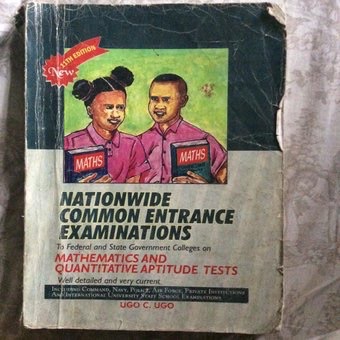 11TH EDITION
New
MATHS
MATHS
NATIONWIDE
COMMON ENTRANCE
EXAMINATIONS
To Federal and State Government Colleges on
MATHEMATICS AND
QUANTITATIVE APTITUDE TESTS
Well detailed and very current.
INCLUDING COMMAND, NAVY, POLICE, AIR FORCE, PRIVATE INSTITUTIONS
AND INTERNATIONAL UNIVERSITY STAFF SCHOOL EXAMINATIONS
UGO C. UGO